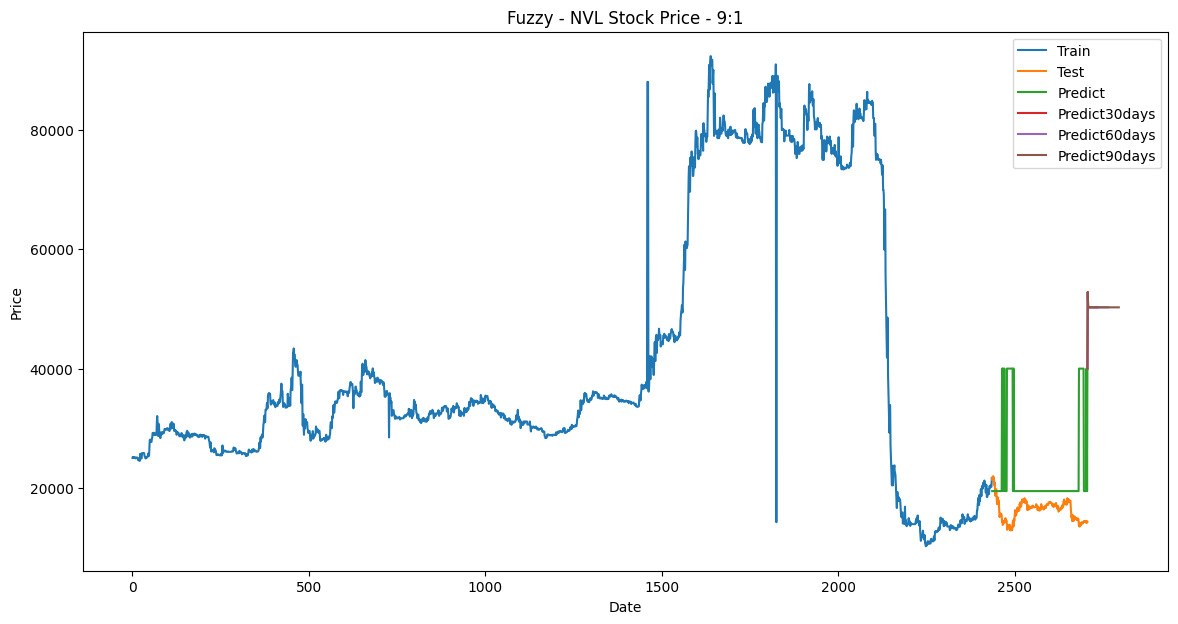 Fuzzy - NVL Stock Price - 9:1
Train
Test
Predict
Predict30days
Predict60days
Predict90days
Price
80000
60000
40000
20000
0
500
1000
1500
2000
2500
Date